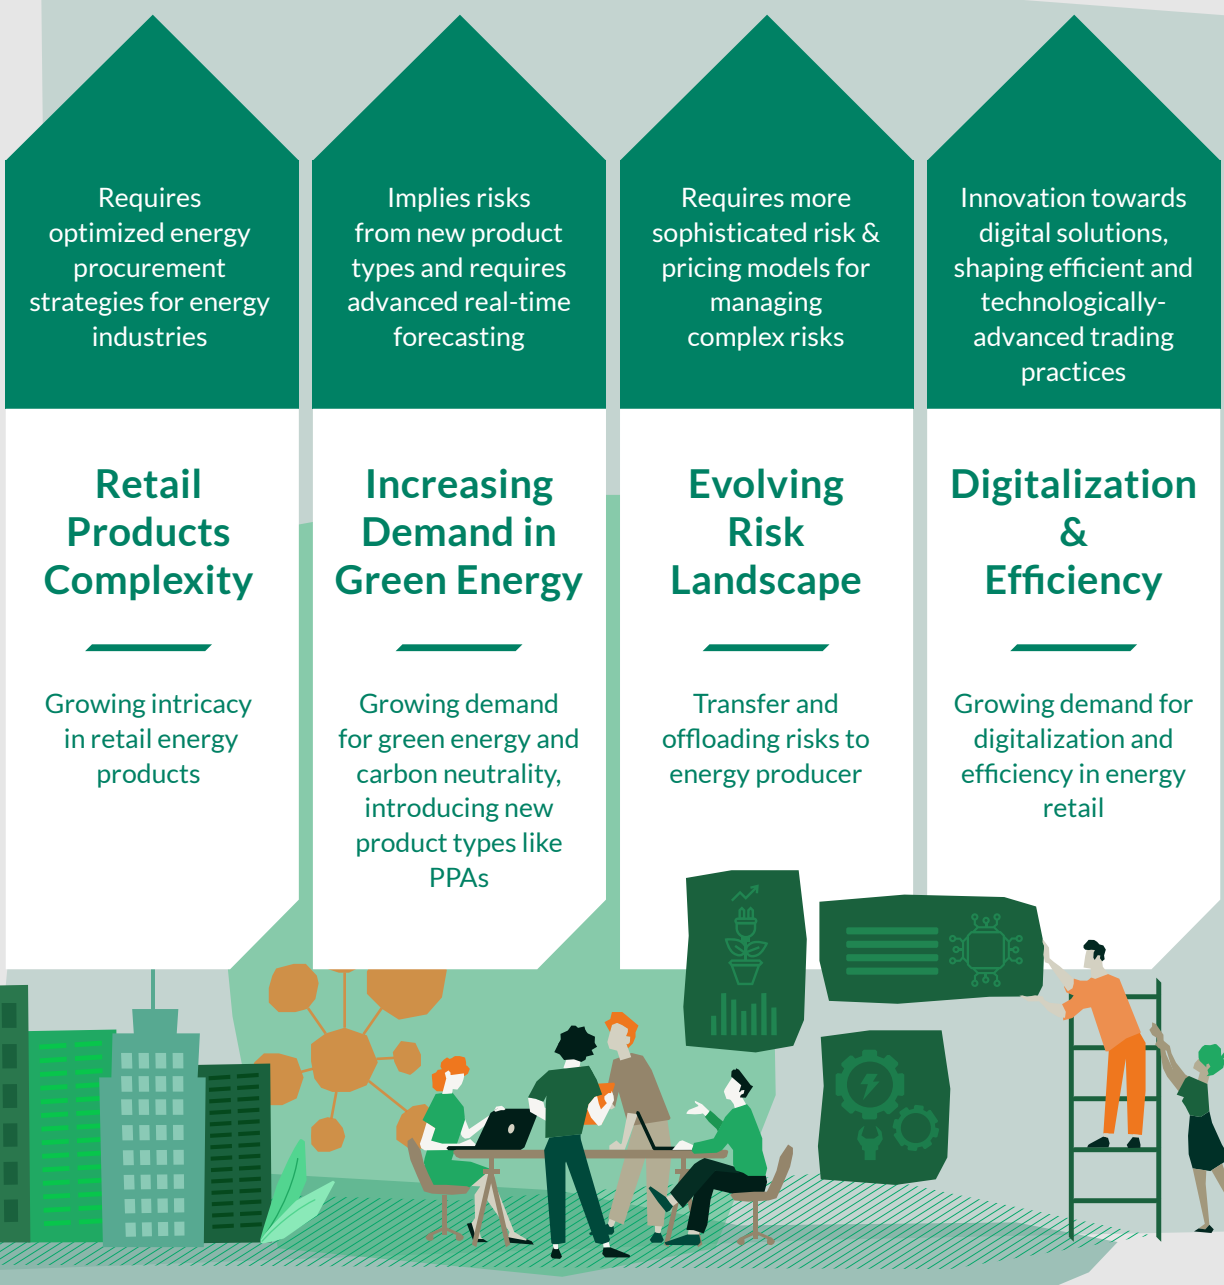 Requires
optimized energy
procurement
strategies for energy
industries
Retail
Products
Complexity
Growing intricacy
in retail energy
products
Implies risks
from new product
types and requires
advanced real-time
forecasting
Increasing
Demand in
Green Energy
Growing demand
for green energy and
carbon neutrality,
introducing new
product types like
PPAs
Requires more
sophisticated risk &
pricing models for
managing
complex risks
Evolving
Risk
Landscape
Transfer and
offloading risks to
energy producer
Innovation towards
digital solutions,
shaping efficient and
technologically-
advanced trading
practices
Digitalization
&
Efficiency
Growing demand for
digitalization and
efficiency in energy
retail